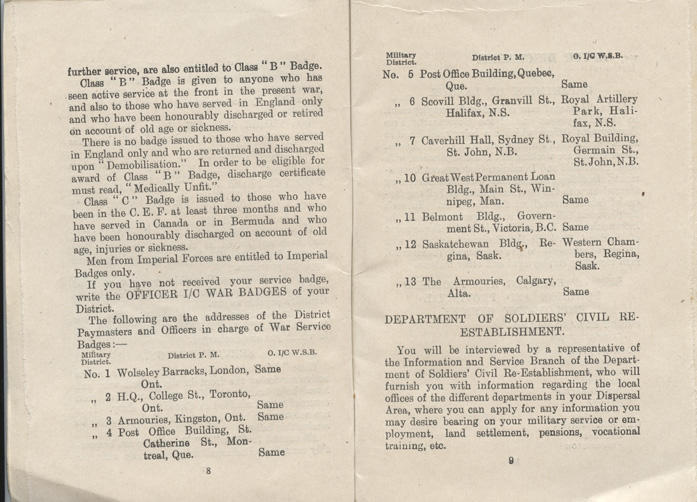 further service, are also entitled to Class "B" Badge.
Class "B" Badge is given to anyone who has
seen active service at the front in the present war,
and also to those who have served in England only
and who have been honourably discharged or retired
on account of old age or sickness.
There is no badge issued to those who have served
in England only and who are returned and discharged
upon "Demobilisation." In order to be eligible for
award of Class "B" Badge, discharge certificate
must read, "Medically Unfit."
Class "C" Badge is issued to those who have
been in the C. E. F. at least three months and who
have served in Canada or in Bermuda and who
have been honourably discharged on account of old
age, injuries or sickness.
Men from Imperial Forces are entitled to Imperial
Badges only.
If you have not received your service badge,
write the OFFICER I/C WAR BADGES of your
District.
The following are the addresses of the District
Paymasters and Officers in charge of War Service
Badges:—
Military District. District P. M. O. I/C W.S.B.
No. 1 Wolseley Barracks, London, Same
Ont.
„ 2 H.Q., College St., Toronto,
Ont. Same
„ 3 Armouries, Kingston, Ont. Same
„ 4 Post Office Building, St.
Catherine St., Mon-
treal, Que. Same
8
Military District. District P. M. O. I/C W.S.B.
No. 5 Post Office Building, Quebec,
Que. Same
„ 6 Scovill Bldg., Granvill St., Royal Artillery
Halifax, N.S. Park, Hali-
fax, N.S.
„ 7 Caverhill Hall, Sydney St., Royal Building,
St. John, N.B. Germain St.,
St. John, N.B.
„ 10 Great West Permanent Loan
Bldg., Main St., Win-
nipeg, Man. Same
„ 11 Belmont Bldg., Govern-
ment St., Victoria, B.C. Same
„ 12 Saskatchewan Bldg., Re- Western Cham-
gina, Sask. bers, Regina,
Sask.
„ 13 The Armouries, Calgary,
Alta. Same
DEPARTMENT OF SOLDIERS' CIVIL RE-
ESTABLISHMENT.
You will be interviewed by a representative of
the Information and Service Branch of the Depart-
ment of Soldiers' Civil Re-Establishment, who will
furnish you with information regarding the local
offices of the different departments in your Dispersal
Area, where you can apply for any information you
may desire bearing on your military service or em-
ployment, land settlement, pensions, vocational
training, etc.
9